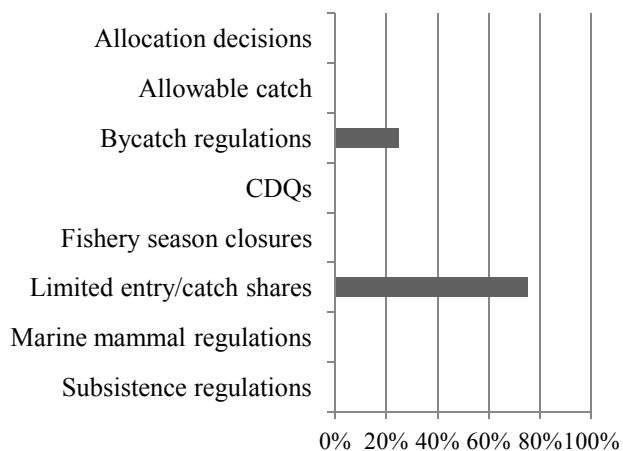 Allocation decisions
Allowable catch
Bycatch regulations
CDQs
Fishery season closures
Limited entry/catch shares
Marine mammal regulations
Subsistence regulations
0% 20% 40% 60% 80%100%